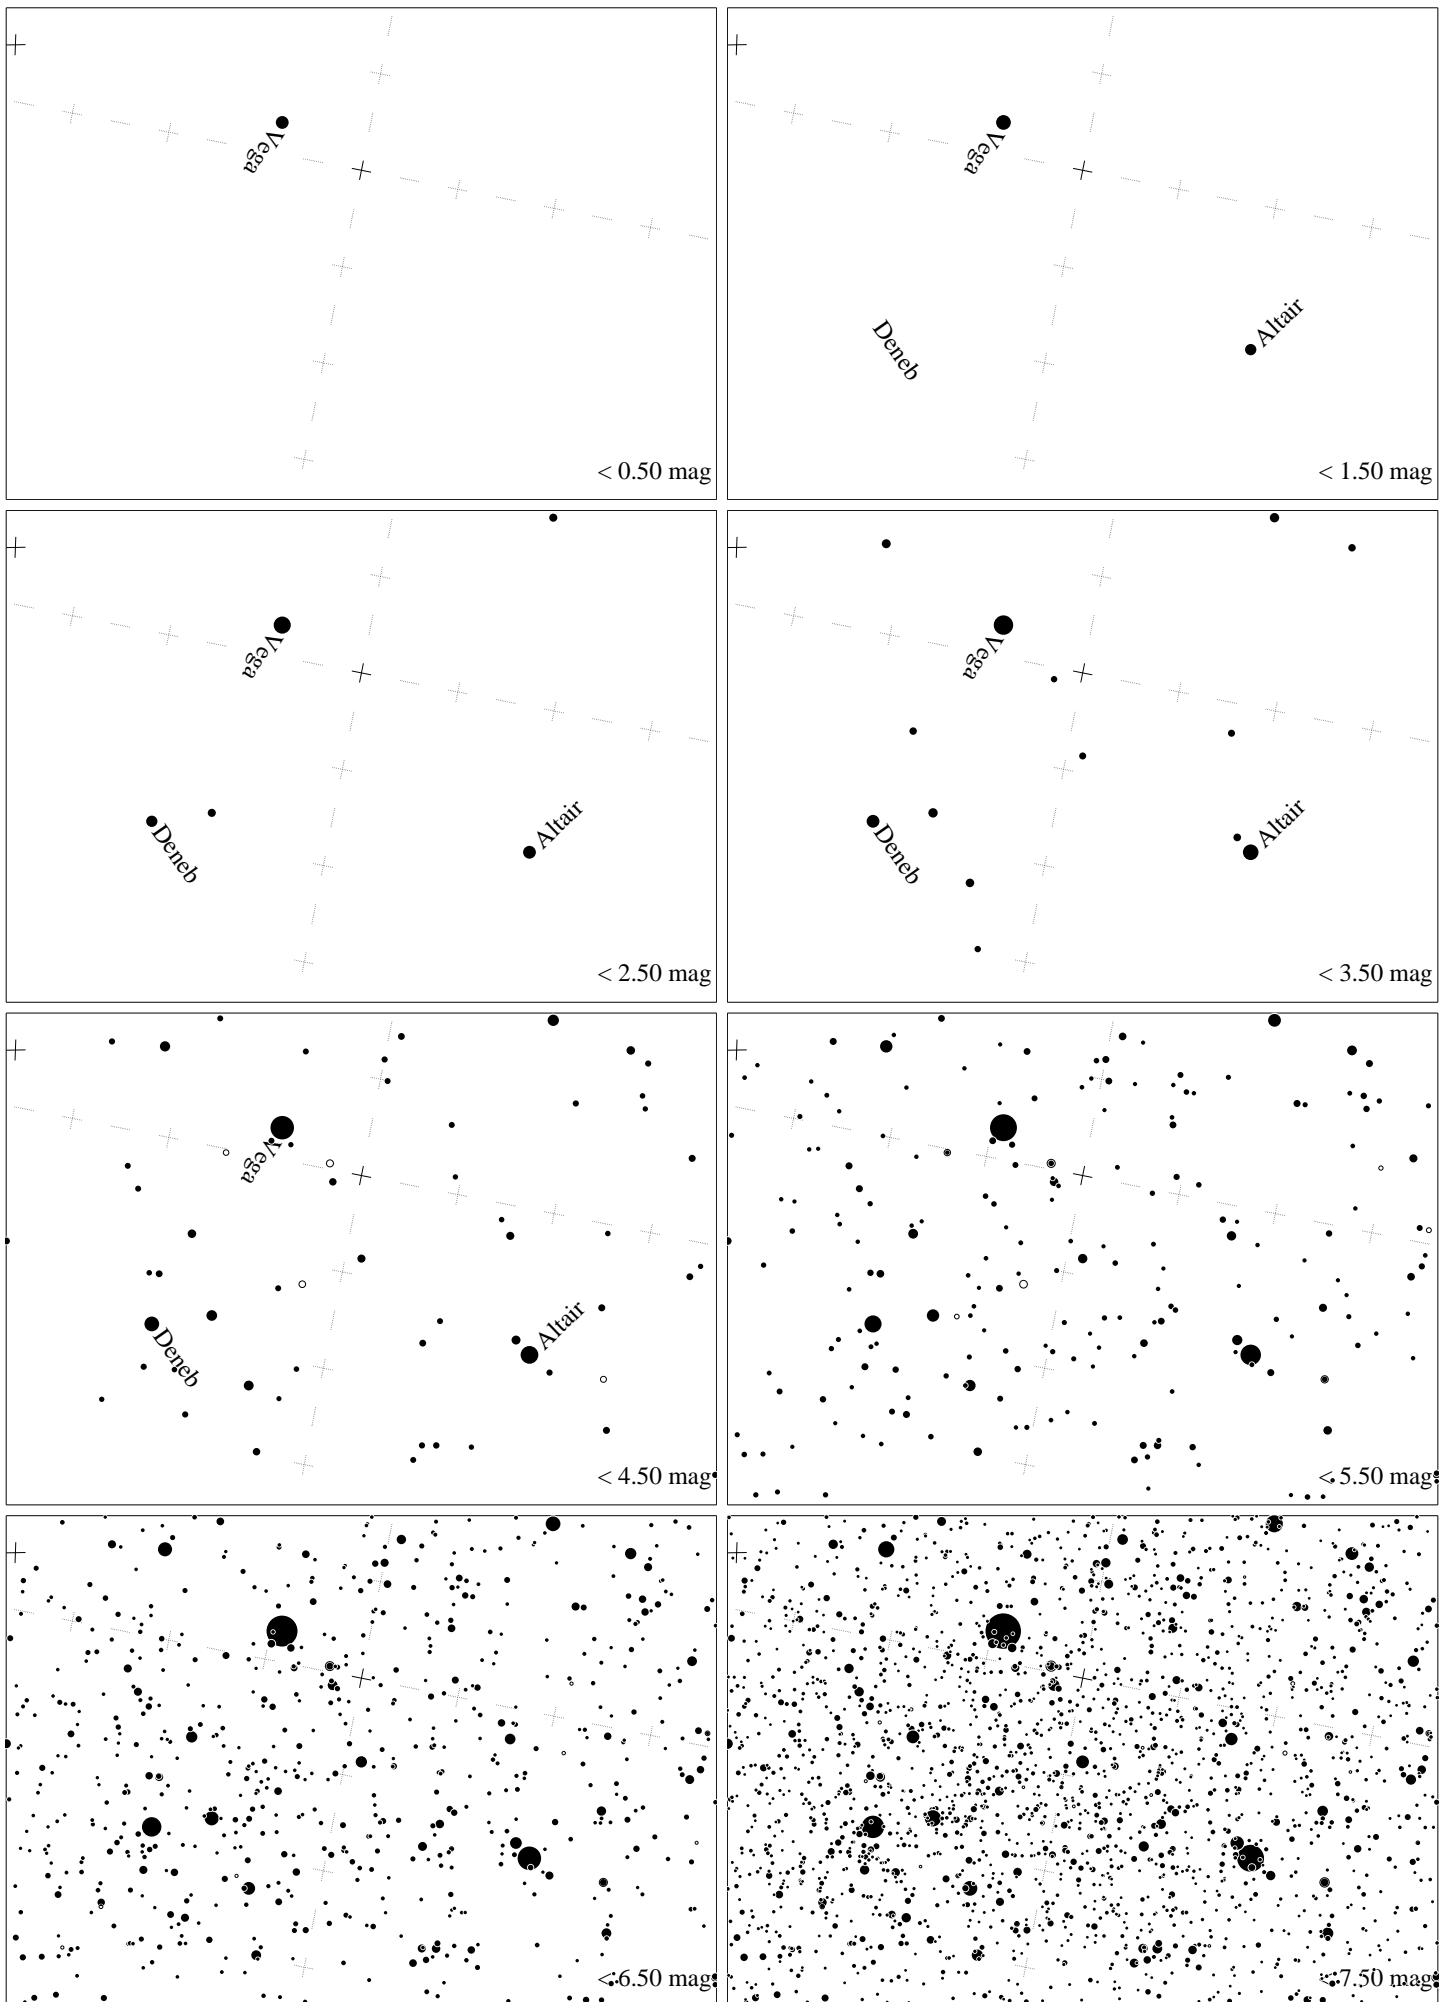 Vega
< 0.50 mag
Vega
Deneb
Altair
< 1.50 mag
Vega
Deneb
Altair
< 2.50 mag
Vega
Deneb
Altair
< 3.50 mag
Vega
Deneb
Altair
< 4.50 mag
< 5.50 mag
< 6.50 mag
< 7.50 mag